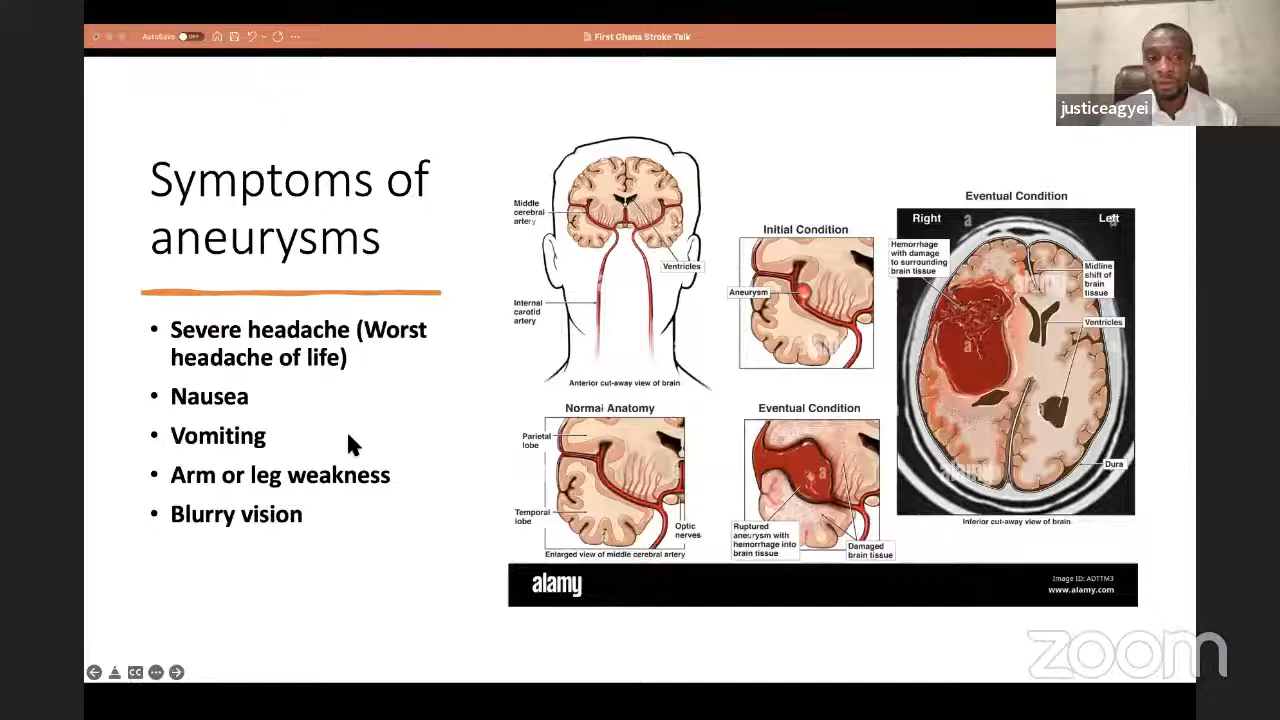 AutoSave OFF
First Ghana Stroke Talk
justiceagyei
Symptoms of
aneurysms
• Severe headache (Worst
headache of life)
• Nausea
• Vomiting
• Arm or leg weakness
• Blurry vision
Middle
cerebral
artery
Ventricles
Internal
carotid
artery
Anterior cut-away view of brain
Initial Condition
Aneurysm
Eventual Condition
Right
Left
a
a
Hemorrhage
with damage
to surrounding
brain tissue
Midline
shift of
brain
tissue
Ventricles
a
Dura
alamy
Inferior cut-away view of brain
Normal Anatomy
Parietal
lobe
Temporal
lobe
Optic
nerves
Enlarged view of middle cerebral artery
Eventual Condition
a
Ruptured
aneurysm with
hemorrhage into
brain tissue
Damaged
brain tissue
alamy
Image ID: ADTTM3
www.alamy.com
CC
zoom